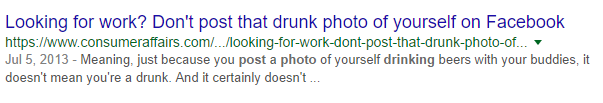 Looking for work? Don't post that drunk photo of yourself on Facebook
https://www.consumeraffairs.com/.../looking-for-work-dont-post-that-drunk-photo-of...
Jul 5, 2013 - Meaning, just because you post a photo of yourself drinking beers with your buddies, it
doesn't mean you're a drunk. And it certainly doesn't ...